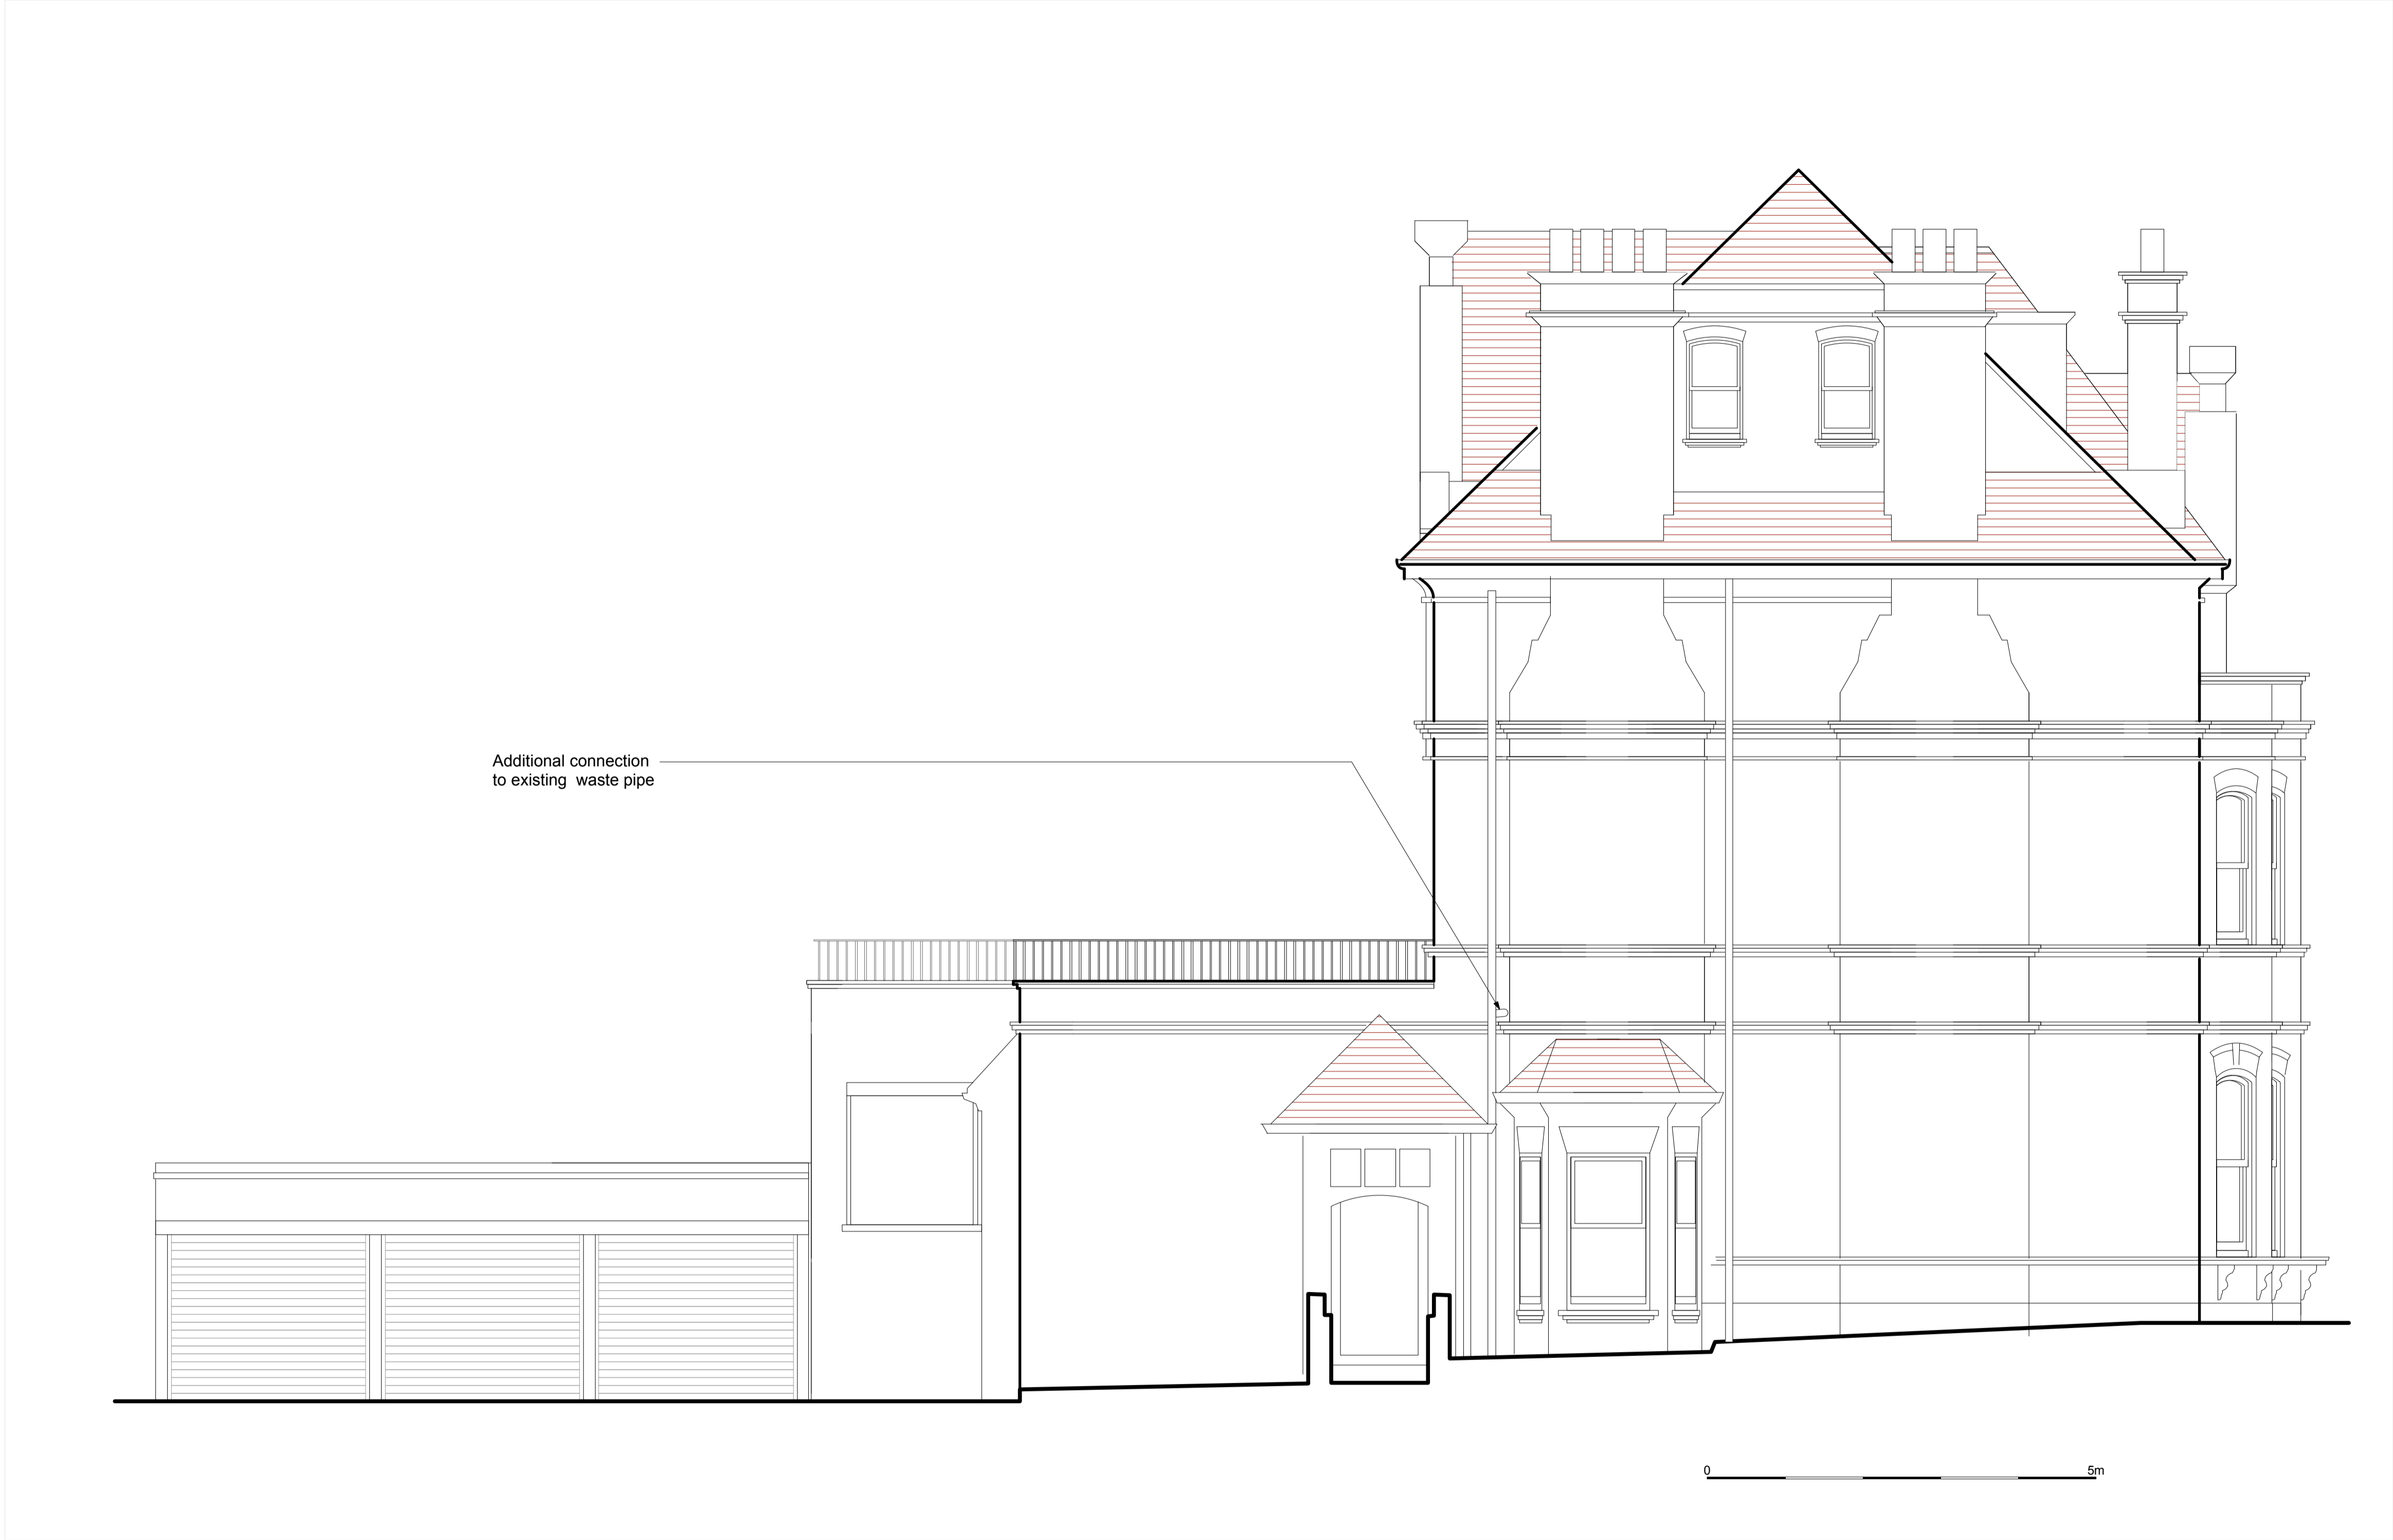 Additional connection
to existing  waste pipe
0 5m